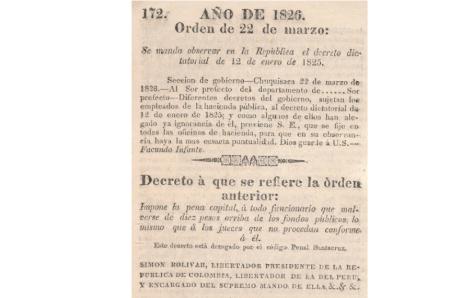 172. AÑO DE 1826.
Orden de 22 de marzo:
Se manda observar en la República el decreto dic-
tatorial de 12 de enero de 1825.
Seccion de gobierno—Chuquisaca 22 de marzo de
1826.—Al Sor prefecto del departamento de......Sor
prefecto—Diferentes decretos del gobierno, sujetan los
empleados de la hacienda pública, al decreto dictatorial de
12 de enero de 1825; y como algunos de ellos han ale-
gado ya ignorancia de él, previene S. E., que se fije en
todas las oficinas de hacienda, para que en su observan-
cia haya la mas esacta puntualidad. Dios guarde á U.S.—
Facundo Infante.
Decreto à que se refiere la òrden
anterior:
Impone la pena capital, á todo funcionario que mal-
verse de diez pesos arriba de los fondos públicos; lo
mismo que á los jueces que no procedan conforme
á él.
Este decreto está derogado por el código Penal Santacruz.
SIMON BOLIVAR, LIBERTADOR PRESIDENTE DE LA RE-
PUBLICA DE COLOMBIA, LIBERTADOR DE LA DEL PERU,
Y ENCARGADO DEL SUPREMO MANDO DE ELLA, &. &. &.